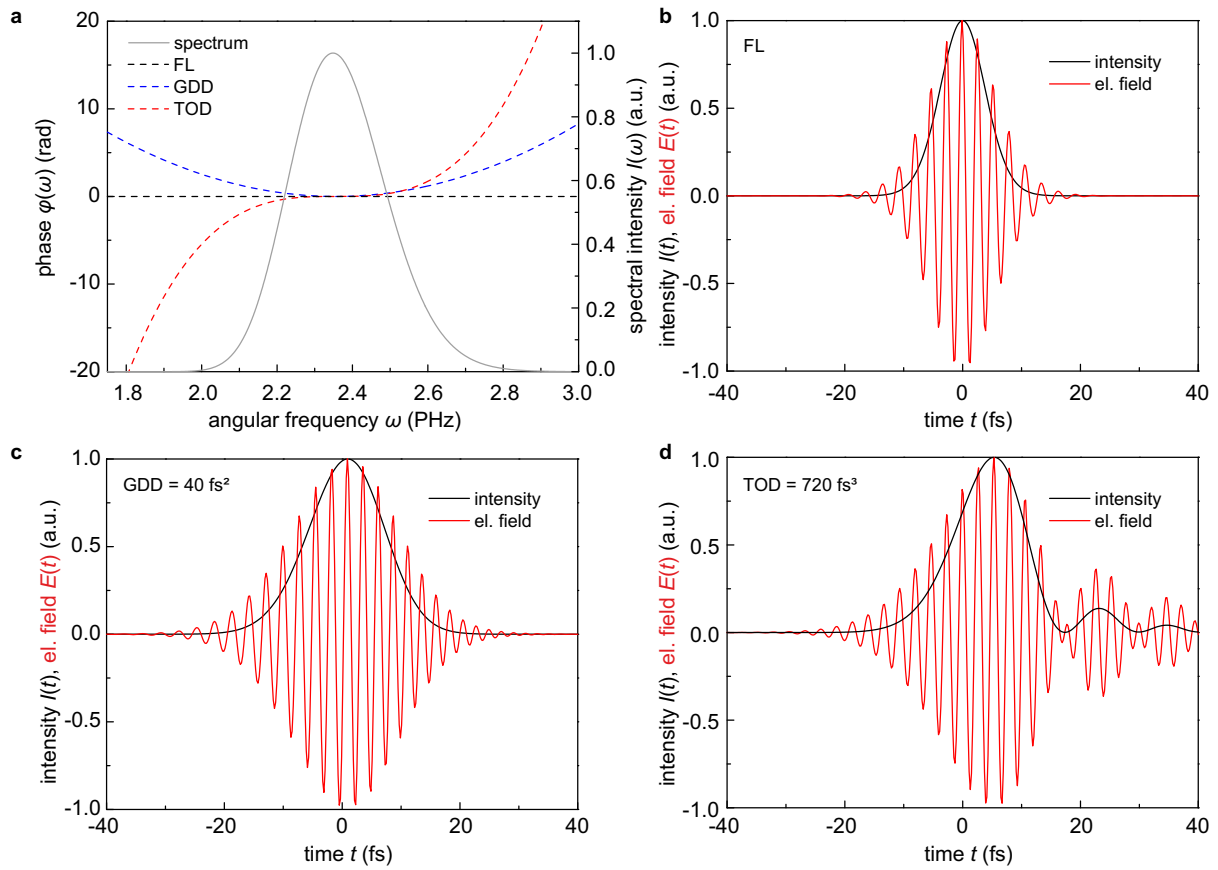 a
20
10
0
-10
-20
phase φ(ω) (rad)
spectrum
FL
GDD
TOD
1.0
0.8
0.6
0.4
0.2
0.0
spectral intensity I(ω) (a.u.)
1.8 2.0 2.2 2.4 2.6 2.8 3.0
angular frequency ω (PHz)
b
FL
intensity
el. field
1.0
0.5
0.0
-0.5
-1.0
intensity I(t), el. field E(t) (a.u.)
-40 -20 0 20 40
time t (fs)
c
GDD = 40 fs²
intensity
el. field
1.0
0.5
0.0
-0.5
-1.0
intensity I(t), el. field E(t) (a.u.)
-40 -20 0 20 40
time t (fs)
d
TOD = 720 fs³
intensity
el. field
1.0
0.5
0.0
-0.5
-1.0
intensity I(t), el. field E(t) (a.u.)
-40 -20 0 20 40
time t (fs)